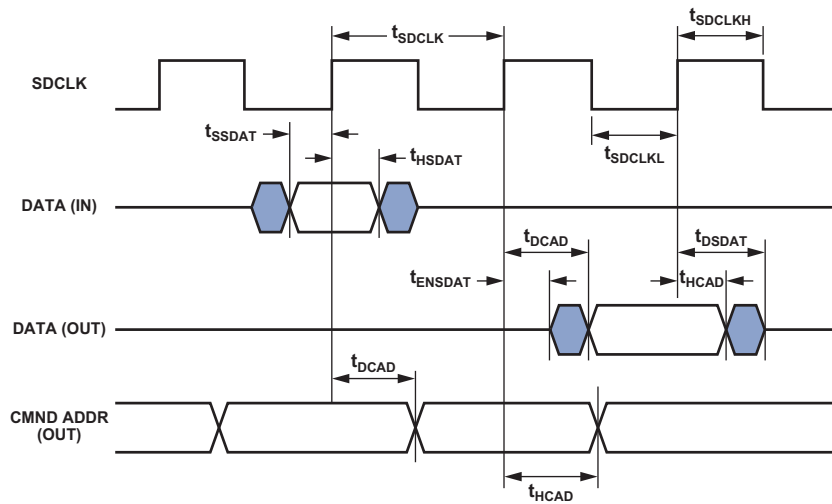 tSDCLK
tSDCLKH
SDCLK
tSSDAT
tHSDAT
tSDCLKL
DATA (IN)
tDCAD
tDSDAT
tENSDAT
tHCAD
DATA (OUT)
tDCAD
CMND ADDR
(OUT)
tHCAD